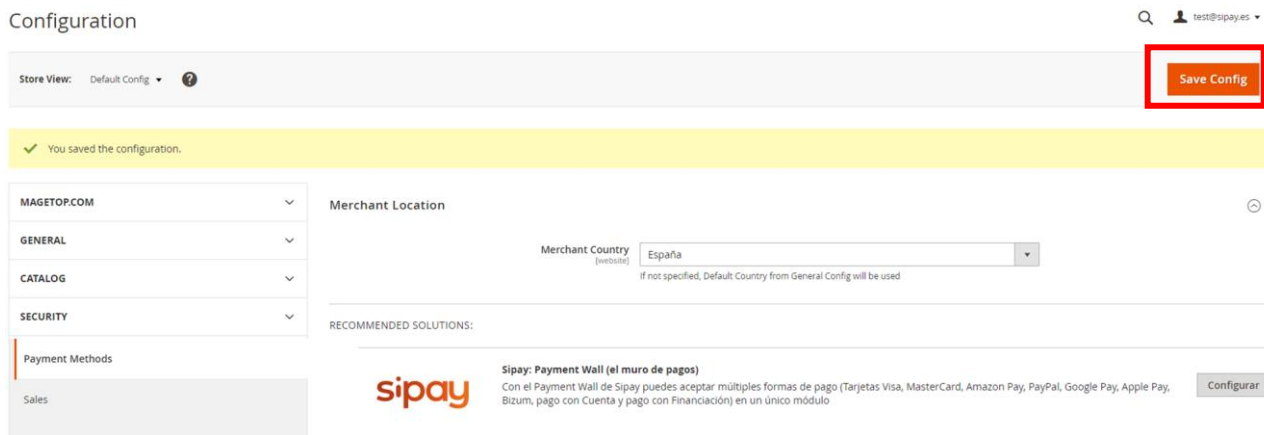 Configuration
test@sipay.es
Store View: Default Config ?
Save Config
You saved the configuration.
MAGETOP.COM
GENERAL
CATALOG
SECURITY
Payment Methods
Sales
Merchant Location
Merchant Country
[website]
España
If not specified, Default Country from General Config will be used
RECOMMENDED SOLUTIONS:
sipay
Sipay: Payment Wall (el muro de pagos)
Con el Payment Wall de Sipay puedes aceptar múltiples formas de pago (Tarjetas Visa, MasterCard, Amazon Pay, PayPal, Google Pay, Apple Pay,
Bizum, pago con Cuenta y pago con Financiación) en un único módulo
Configurar